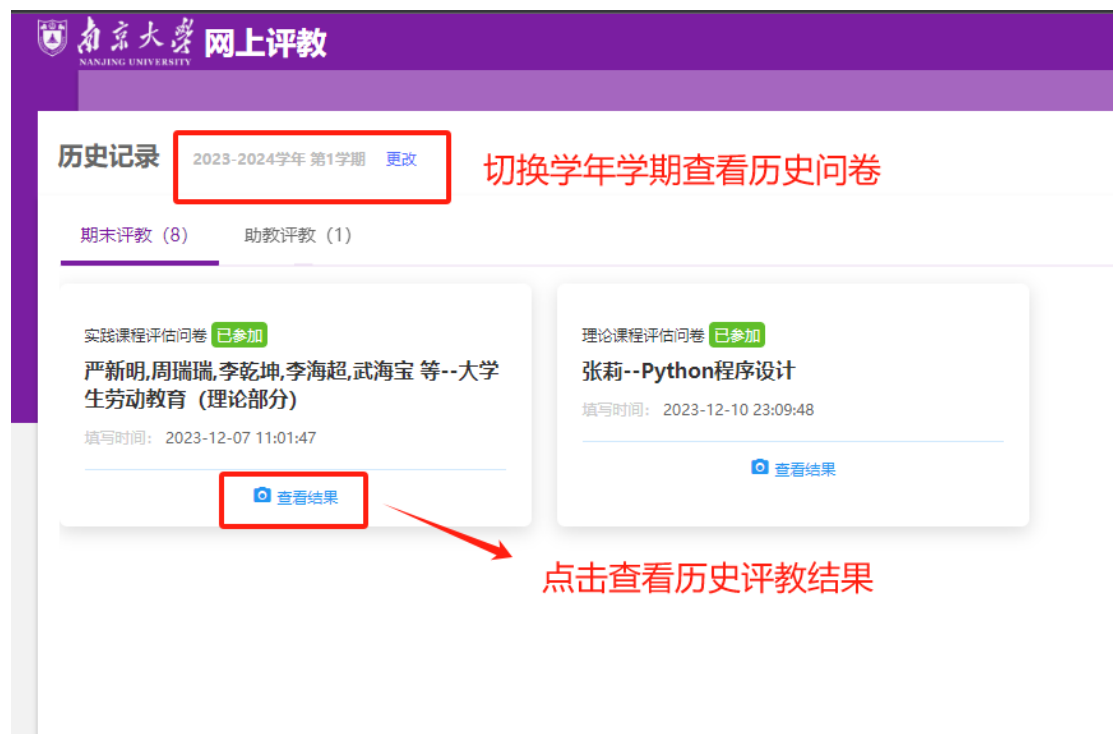 南京大学 网上评教
NANJING UNIVERSITY
历史记录 2023-2024学年 第1学期 更改 切换学年学期查看历史问卷
期末评教（8） 助教评教（1）
实践课程评估问卷 已参加
严新明,周瑞瑞,李乾坤,李海超,武海宝 等--大学
生劳动教育（理论部分)
填写时间： 2023-12-07 11:01:47
查看结果
理论课程评估问卷 已参加
张莉--Python程序设计
填写时间： 2023-12-10 23:09:48
查看结果
点击查看历史评教结果